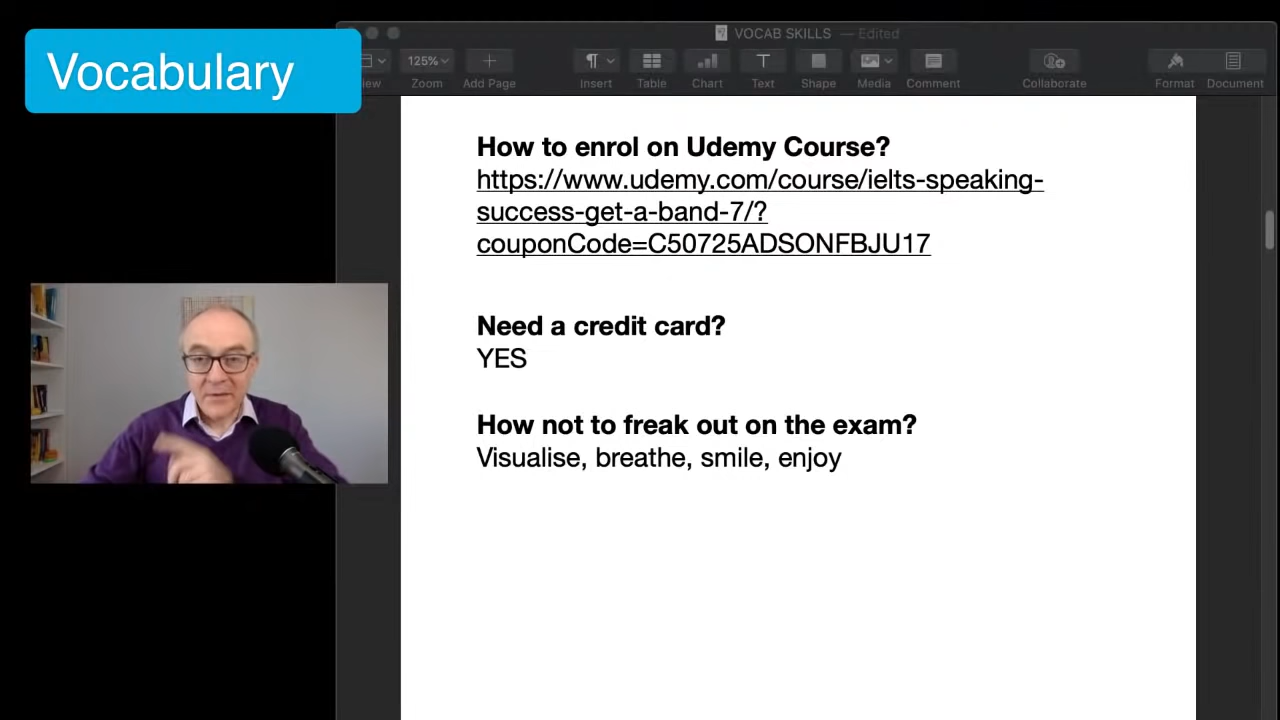 Vocabulary
VOCAB SKILLS — Edited
125%
Zoom
Add Page
Insert
Table
Chart
Text
Shape
Media
Comment
Collaborate
Format
Document
How to enrol on Udemy Course?
https://www.udemy.com/course/ielts-speaking-
success-get-a-band-7/?
couponCode=C50725ADSONFBJU17
Need a credit card?
YES
How not to freak out on the exam?
Visualise, breathe, smile, enjoy